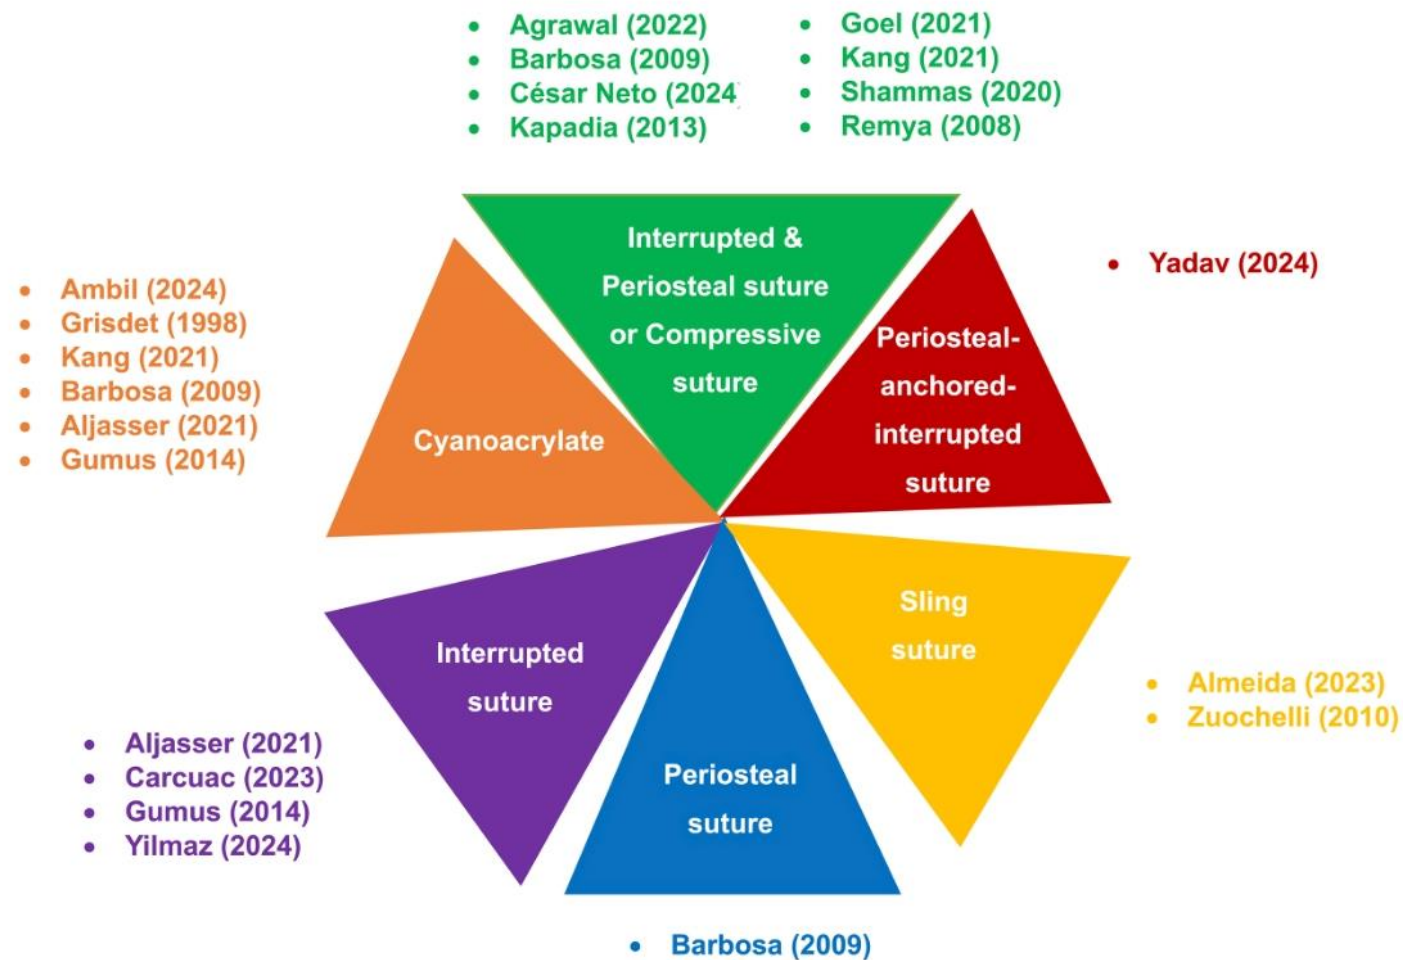 • Agrawal (2022)
• Barbosa (2009)
• César Neto (2024)
• Kapadia (2013)
• Goel (2021)
• Kang (2021)
• Shammas (2020)
• Remya (2008)
Interrupted &
Periosteal suture
or Compressive
suture
• Yadav (2024)
Periosteal-
anchored-
interrupted
suture
• Ambil (2024)
• Grisdet (1998)
• Kang (2021)
• Barbosa (2009)
• Aljasser (2021)
• Gumus (2014)
Cyanoacrylate
Sling
suture
• Almeida (2023)
• Zuochelli (2010)
Interrupted
suture
• Aljasser (2021)
• Carcuac (2023)
• Gumus (2014)
• Yilmaz (2024)
Periosteal
suture
• Barbosa (2009)